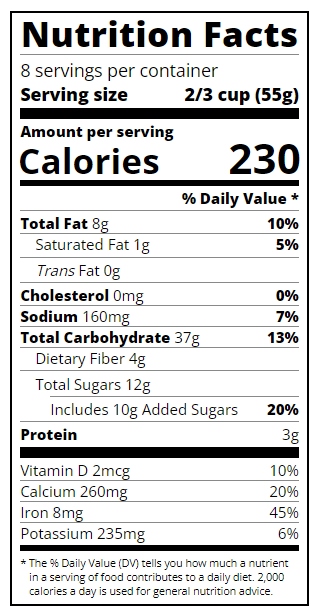 Nutrition Facts
8 servings per container
Serving size 2/3 cup (55g)
Amount per serving
Calories 230
% Daily Value *
Total Fat 8g 10%
Saturated Fat 1g 5%
Trans Fat 0g
Cholesterol 0mg 0%
Sodium 160mg 7%
Total Carbohydrate 37g 13%
Dietary Fiber 4g
Total Sugars 12g
Includes 10g Added Sugars 20%
Protein 3g
Vitamin D 2mcg 10%
Calcium 260mg 20%
Iron 8mg 45%
Potassium 235mg 6%
* The % Daily Value (DV) tells you how much a nutrient
in a serving of food contributes to a daily diet. 2,000
calories a day is used for general nutrition advice.